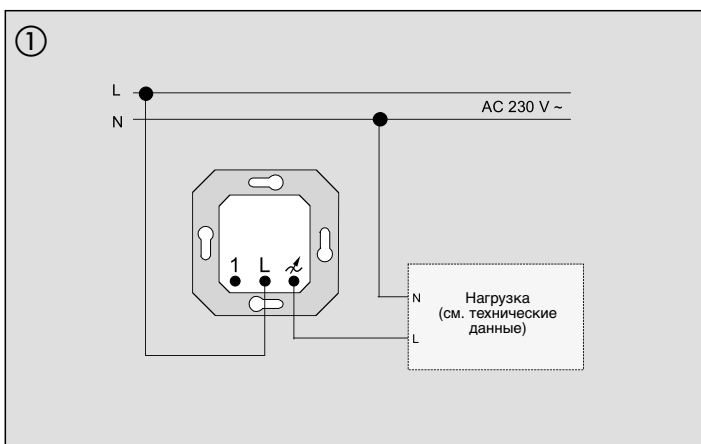 ①
L
AC 230 V ~
N
1 L
N
Нагрузка
(см. технические
данные)
L